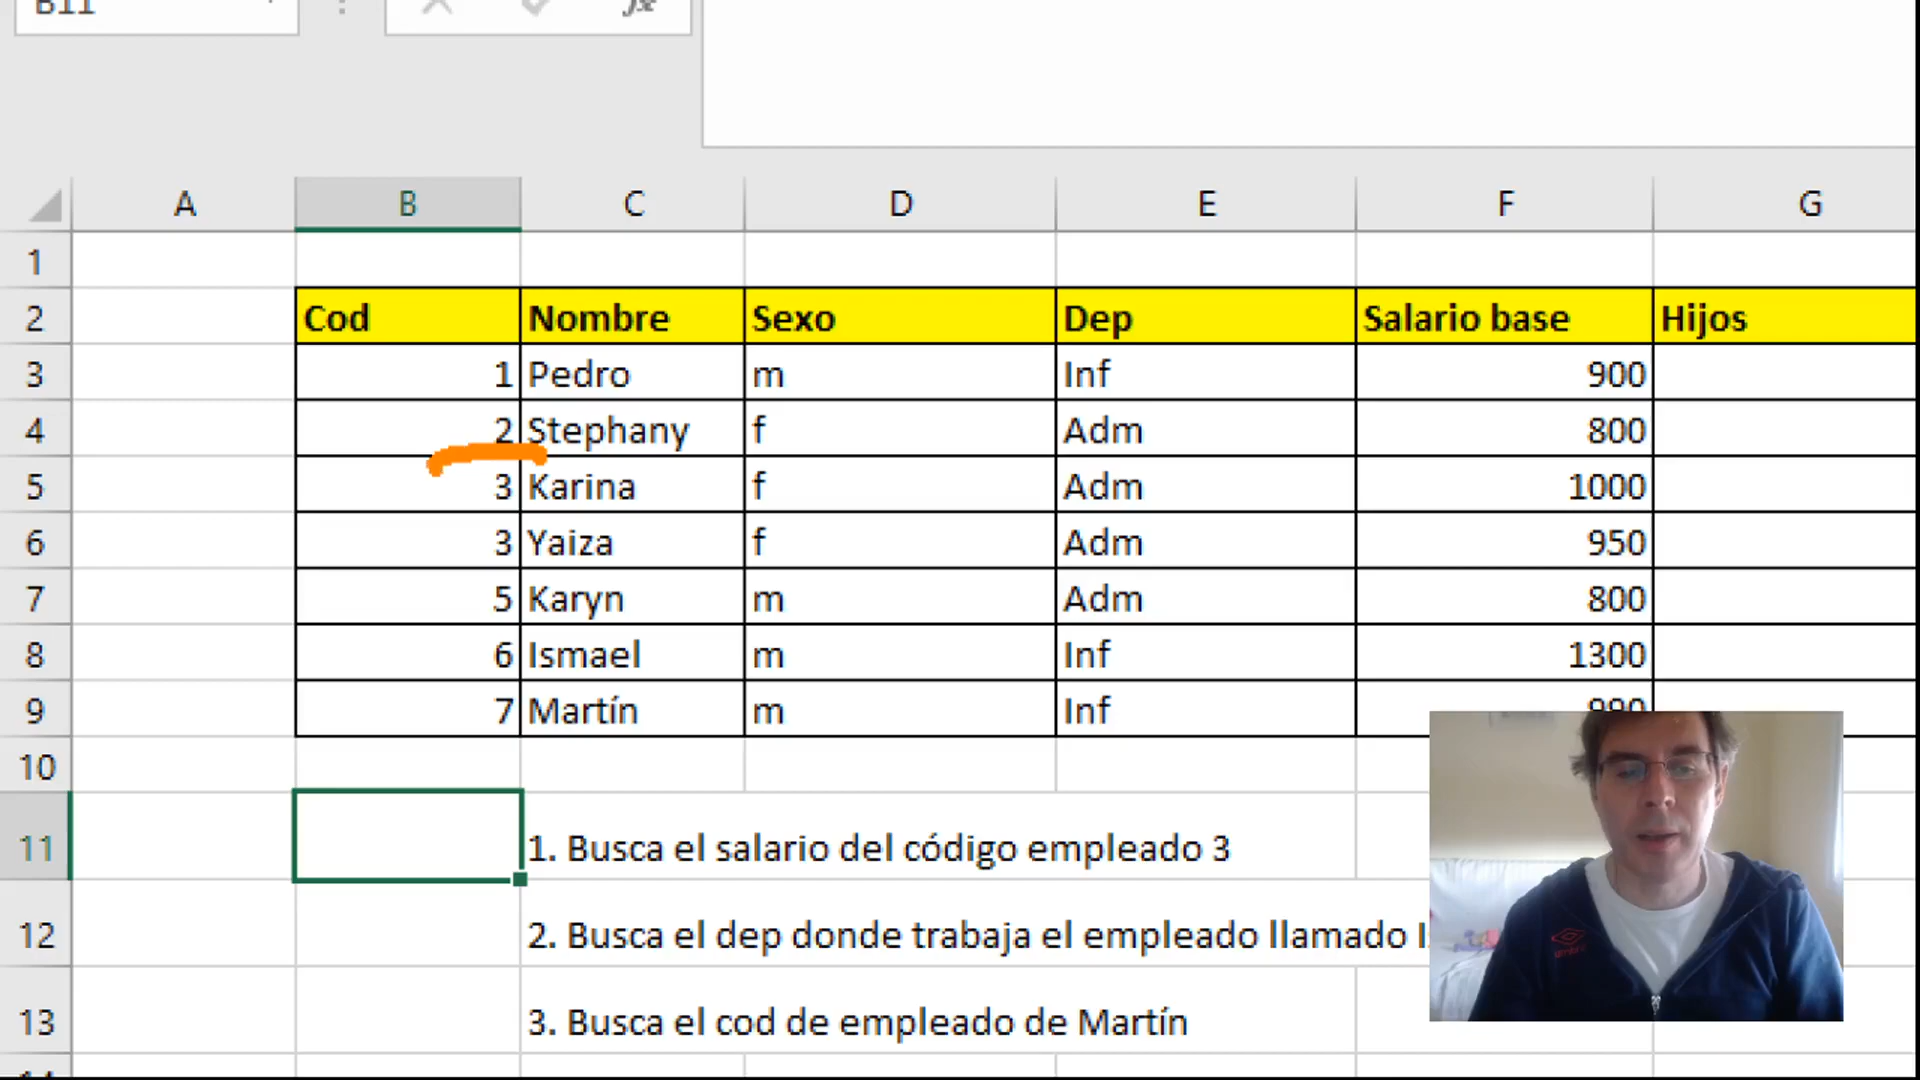 B11
fx
A B C D E F G
1
2 Cod Nombre Sexo Dep Salario base Hijos
3 1 Pedro m Inf 900
4 2 Stephany f Adm 800
5 3 Karina f Adm 1000
6 3 Yaiza f Adm 950
7 5 Karyn m Adm 800
8 6 Ismael m Inf 1300
9 7 Martín m Inf
10
11 1. Busca el salario del código empleado 3
12 2. Busca el dep donde trabaja el empleado llamado
13 3. Busca el cod de empleado de Martín